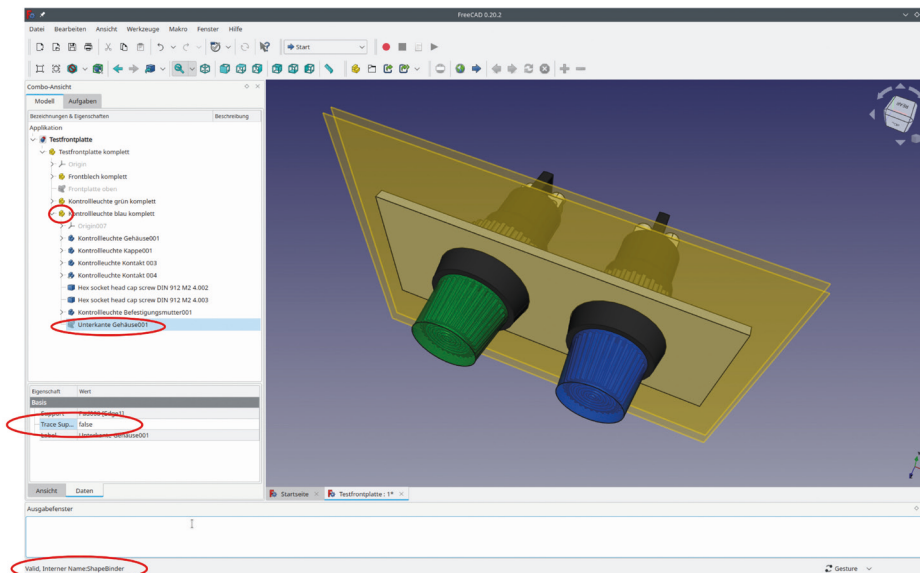 FreeCAD 0.20.2
Datei Bearbeiten Ansicht Werkzeuge Makro Fenster Hilfe
Start
Combo-Ansicht
Modell Aufgaben
Bezeichnungen & Eigenschaften Beschreibung
Applikation
Testfrontplatte
Testfrontplatte komplett
Origin
Frontblech komplett
Frontplatte oben
Kontrollleuchte grün komplett
Kontrollleuchte blau komplett
Origin007
Kontrollleuchte Gehäuse001
Kontrollleuchte Kappe001
Kontrollleuchte Kontakt 003
Kontrollleuchte Kontakt 004
Hex socket head cap screw DIN 912 M2 4.002
Hex socket head cap screw DIN 912 M2 4.003
Kontrollleuchte Befestigungsmutter001
Unterkante Gehäuse001
Eigenschaft Wert
Basis
Support [Edge1]
Trace Sup... false
Label Unterkante Gehäuse001
Ansicht Daten
Startseite Testfrontplatte : 1*
Ausgabefenster
Valid, Interner Name:ShapeBinder
Gesture